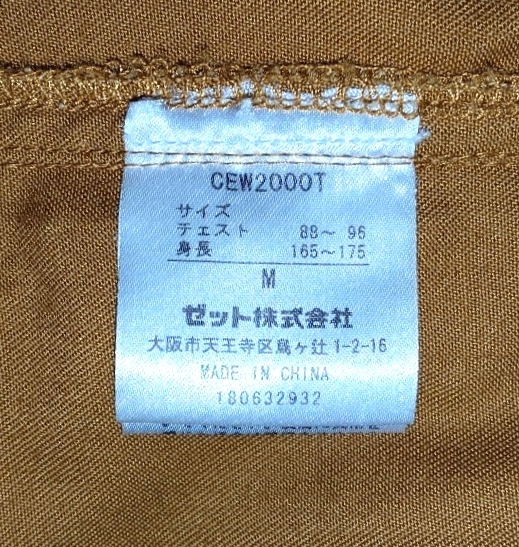 CEW2000T
サイズ
チェスト 88～ 96
身長 165～175
M
ゼット株式会社
大阪市天王寺区烏ヶ辻 1-2-16
MADE IN CHINA
180632932